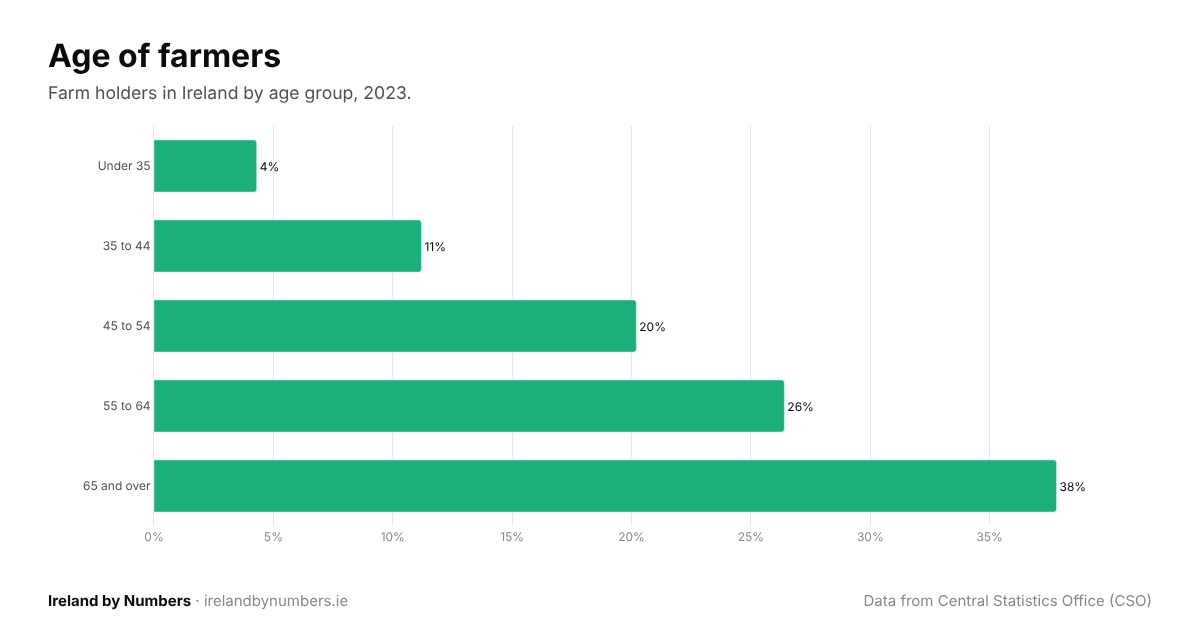 Age of farmers
Farm holders in Ireland by age group, 2023.
Under 35 4%
35 to 44 11%
45 to 54 20%
55 to 64 26%
65 and over 38%
0% 5% 10% 15% 20% 25% 30% 35%
Ireland by Numbers · irelandbynumbers.ie Data from Central Statistics Office (CSO)